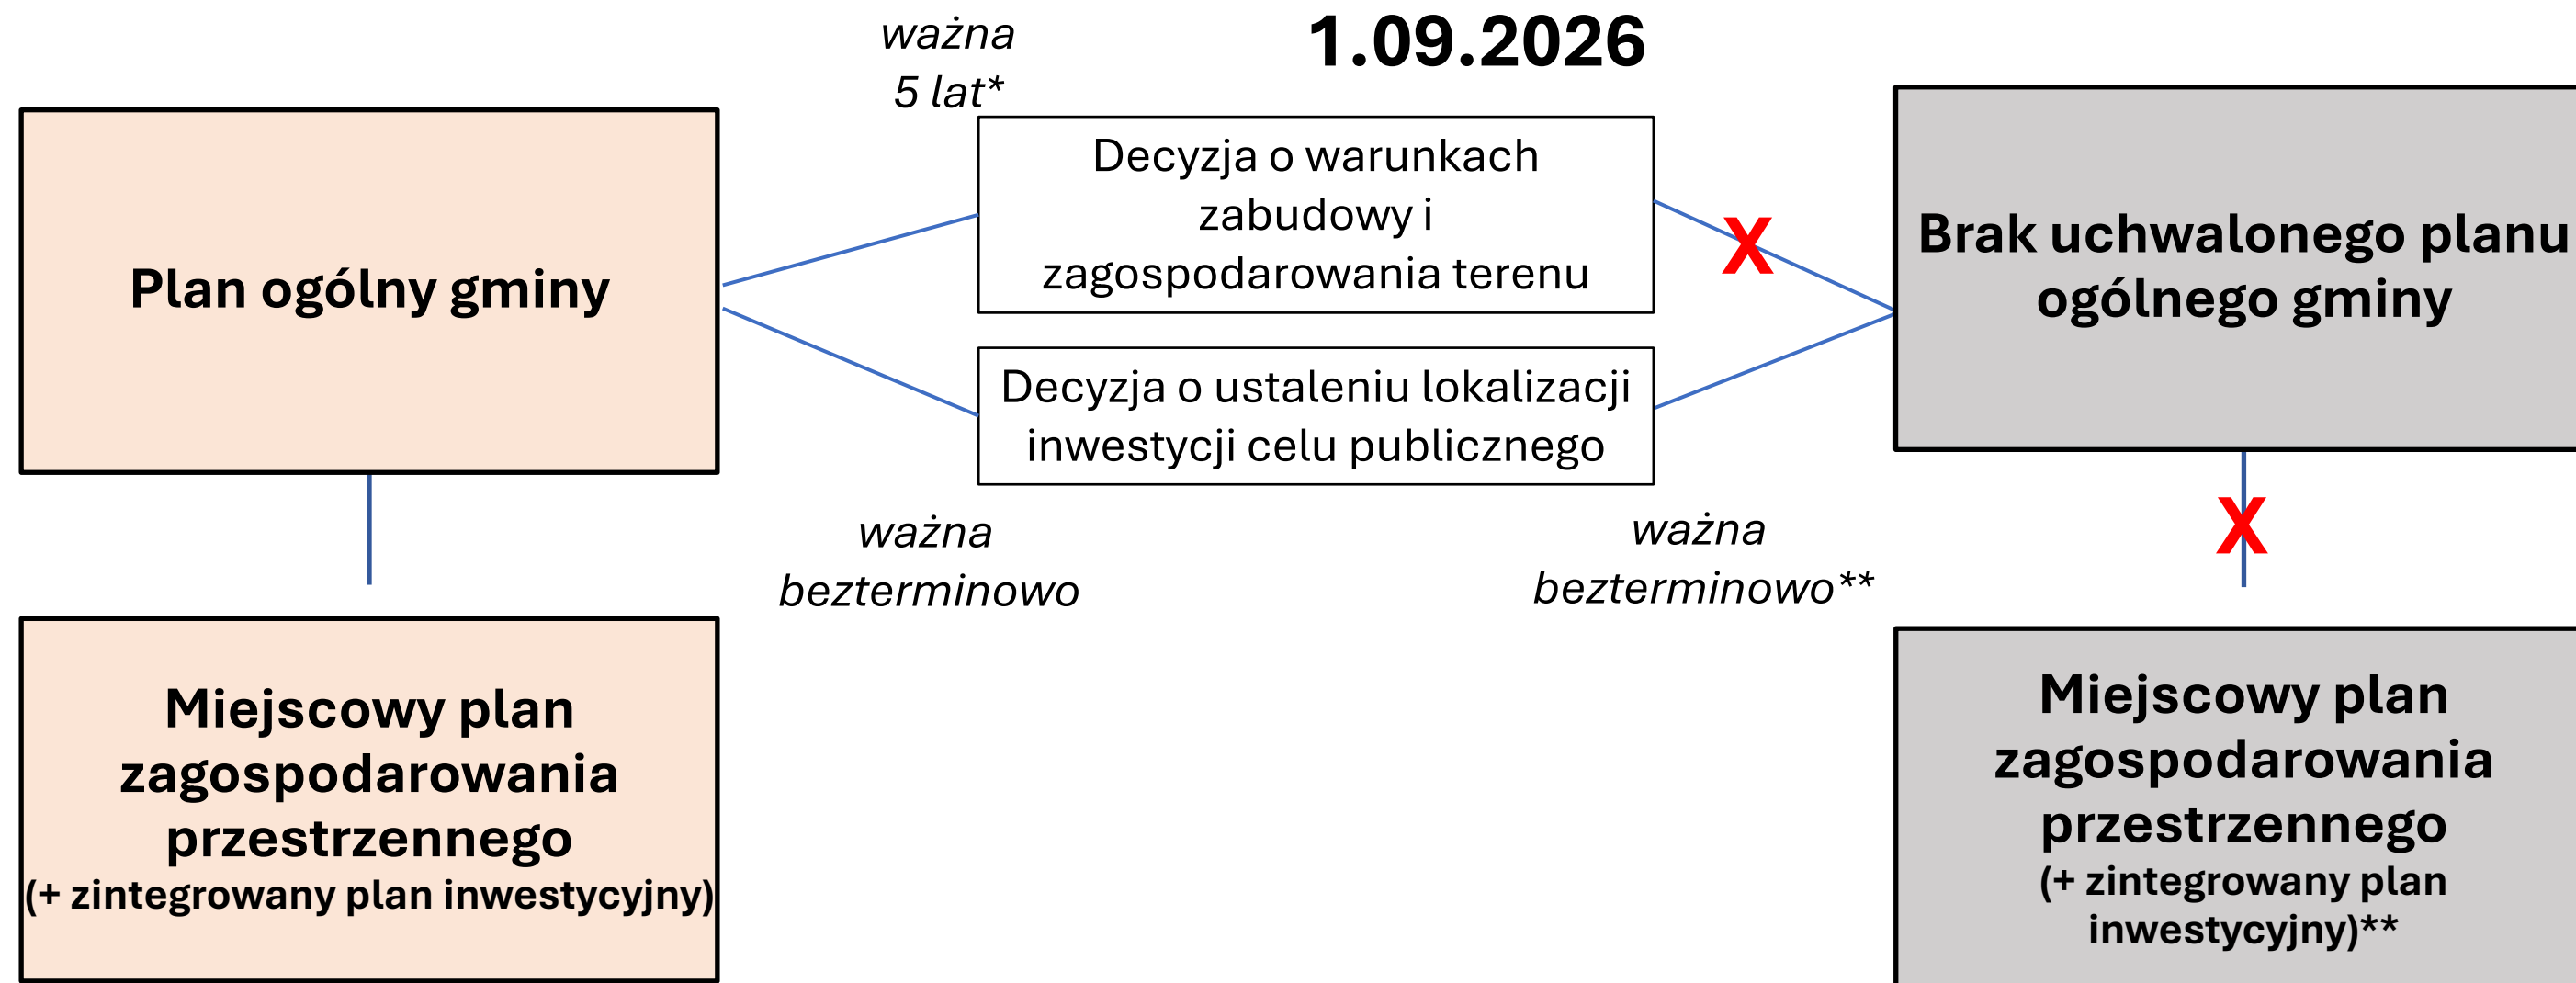 ważna
5 lat*
1.09.2026
Plan ogólny gminy
Decyzja o warunkach
zabudowy i
zagospodarowania terenu
X
Brak uchwalonego planu
ogólnego gminy
Decyzja o ustaleniu lokalizacji
inwestycji celu publicznego
ważna
bezterminowo
ważna
bezterminowo**
X
Miejscowy plan
zagospodarowania
przestrzennego
(+ zintegrowany plan inwestycyjny)
Miejscowy plan
zagospodarowania
przestrzennego
(+ zintegrowany plan
inwestycyjny)**